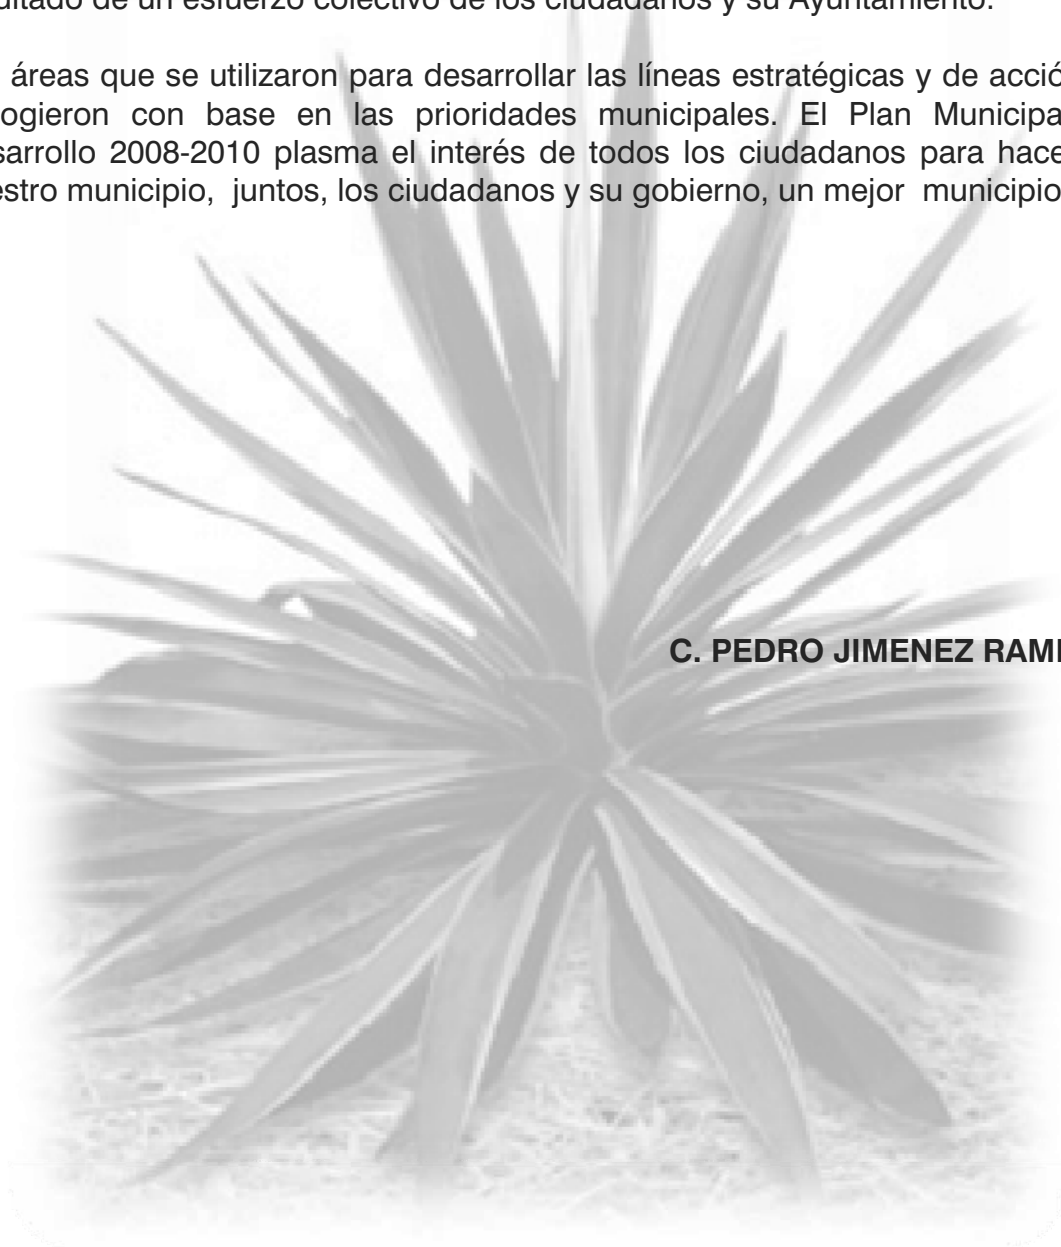 ultado de un esfuerzo colectivo de los ciudadanos y su Ayuntamiento.
áreas que se utilizaron para desarrollar las líneas estratégicas y de acció
ogieron con base en las prioridades municipales. El Plan Municipa
sarrollo 2008-2010 plasma el interés de todos los ciudadanos para hace
estro municipio, juntos, los ciudadanos y su gobierno, un mejor municipio
C. PEDRO JIMENEZ RAMI